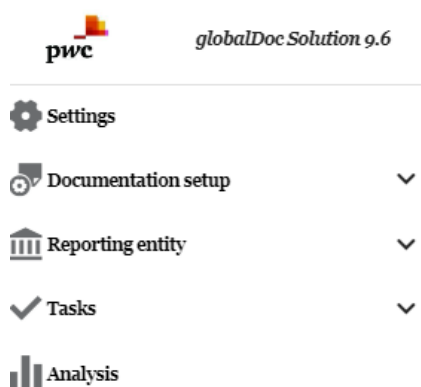 pwc
globalDoc Solution 9.6
Settings
Documentation setup
Reporting entity
Tasks
Analysis